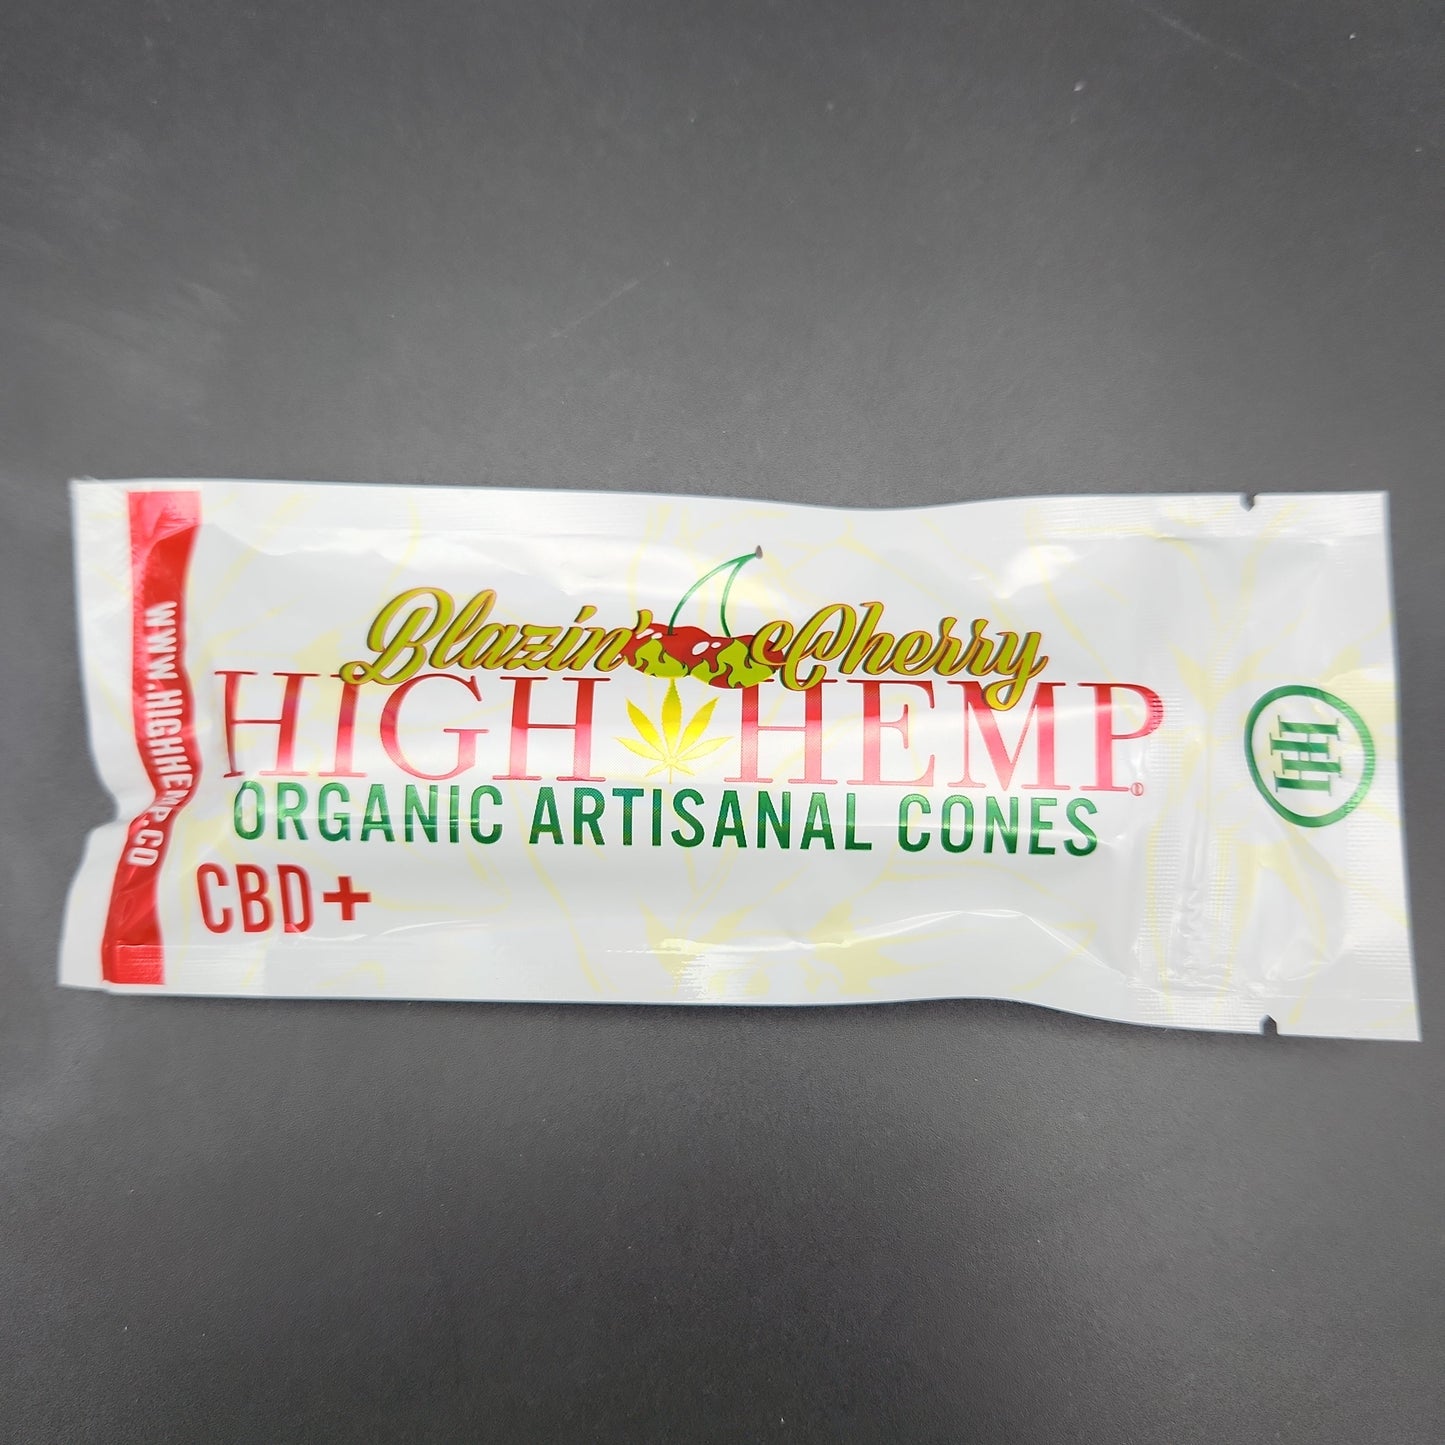 Blazin' Cherry
HIGH HEMP®
ORGANIC ARTISANAL CONES
CBD+
WWW.HIGHHEMP.CO
HH